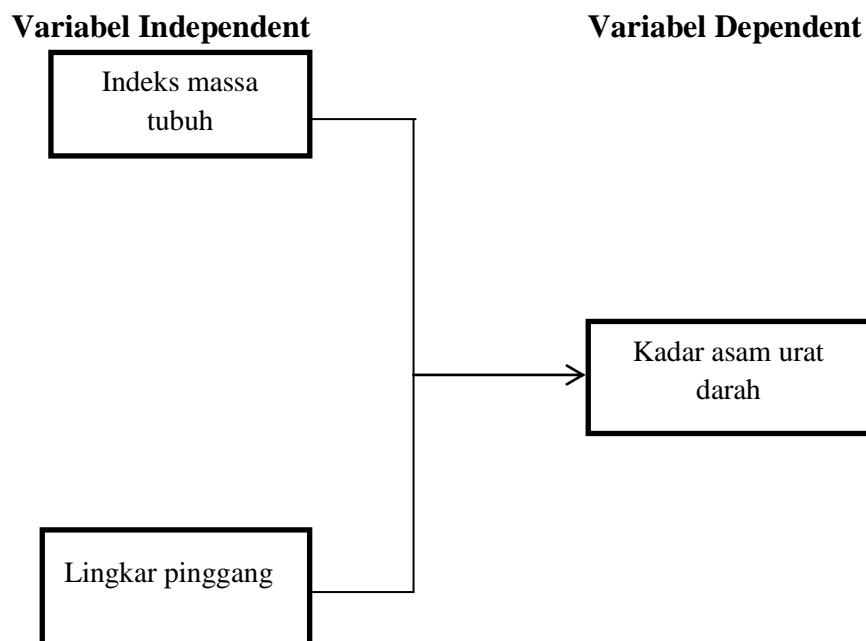 Variabel Independent
Variabel Dependent
Indeks massa
tubuh
Kadar asam urat
darah
Lingkar pinggang